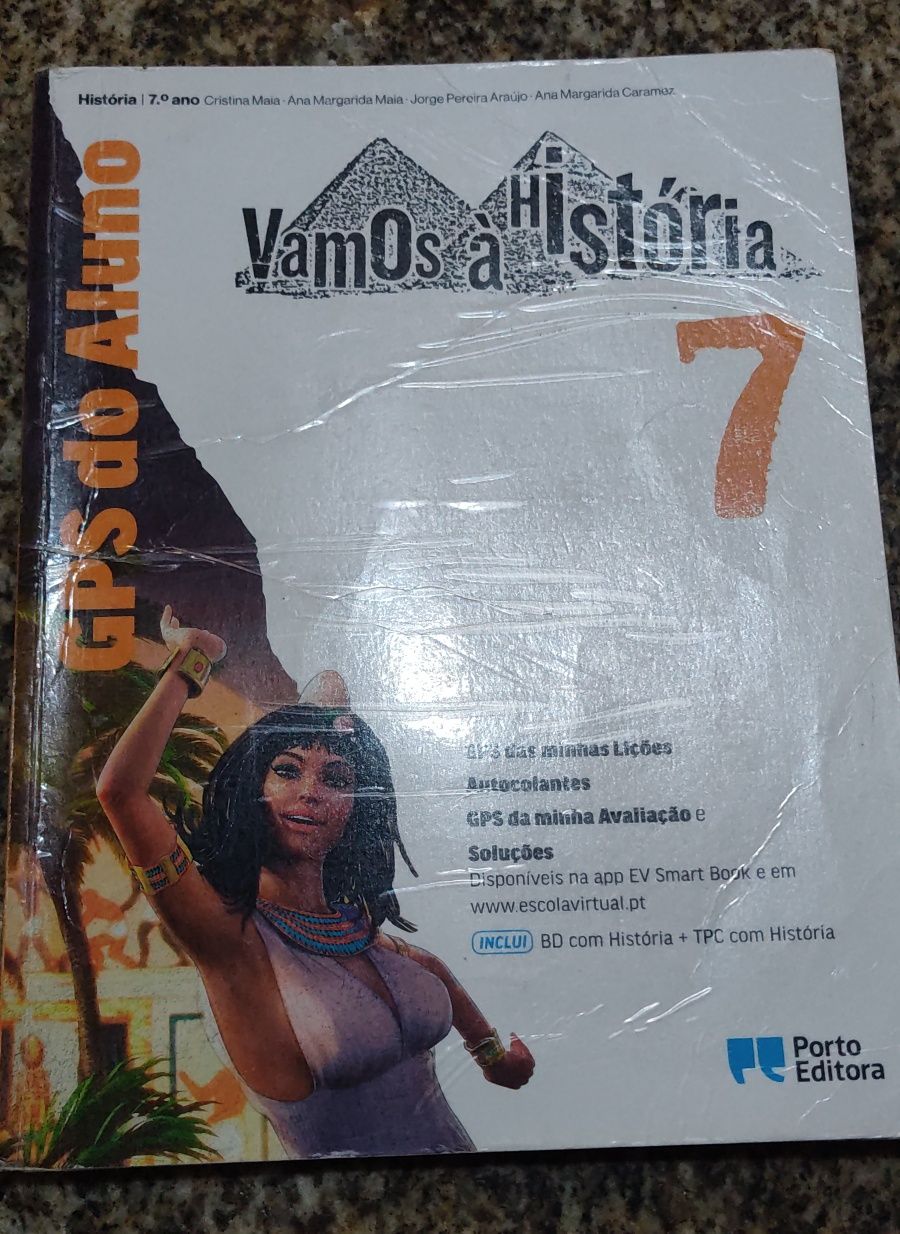 História | 7.º ano Cristina Maia · Ana Margarida Maia · Jorge Pereira Araújo · Ana Margarida Caramez
GPS do Aluno
Vamos à História
7
GPS das minhas Lições
Autocolantes
GPS da minha Avaliação e
Soluções
Disponíveis na app EV Smart Book e em
www.escolavirtual.pt
INCLUI BD com História + TPC com História
Porto
Editora